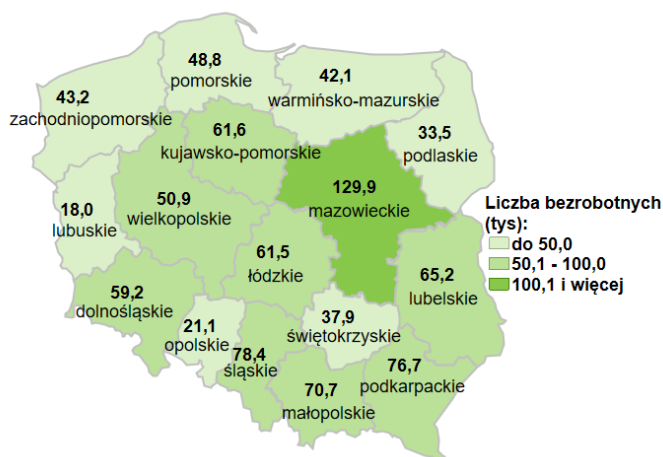 48,8
pomorskie
42,1
warmińsko-mazurskie
43,2
zachodniopomorskie
61,6
kujawsko-pomorskie
33,5
podlaskie
129,9
mazowieckie
50,9
wielkopolskie
18,0
lubuskie
61,5
łódzkie
65,2
lubelskie
59,2
dolnośląskie
21,1
opolskie
78,4
śląskie
37,9
świętokrzyskie
70,7
małopolskie
76,7
podkarpackie
Liczba bezrobotnych
(tys):
do 50,0
50,1 - 100,0
100,1 i więcej